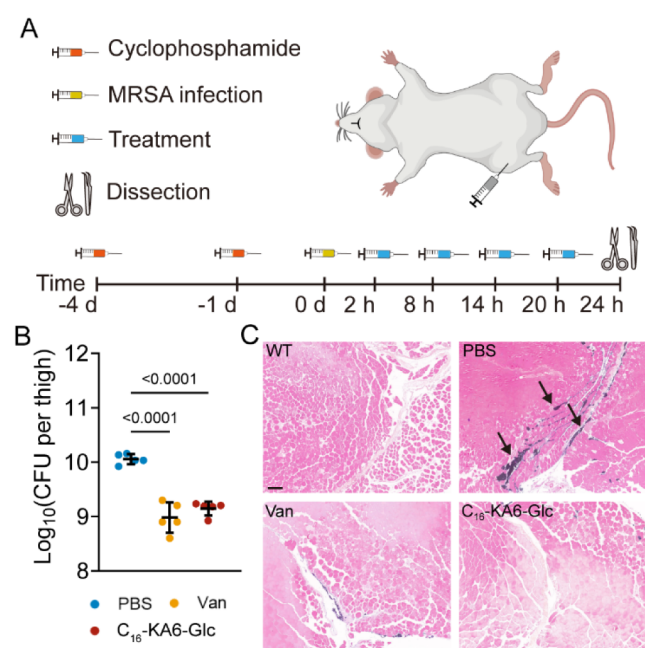 A
Cyclophosphamide
MRSA infection
Treatment
Dissection
Time
-4 d -1 d 0 d 2 h 8 h 14 h 20 h 24 h
B
Log10(CFU per thigh)
12
11
10
9
8
<0.0001
<0.0001
PBS Van
C16-KA6-Glc
C
WT
PBS
Van
C16-KA6-Glc